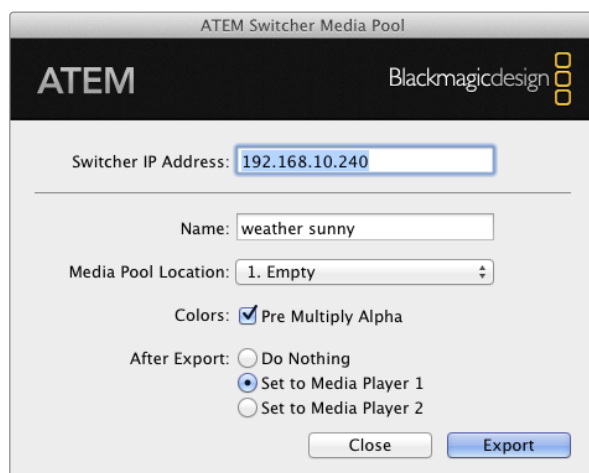 ATEM Switcher Media Pool
ATEM
Blackmagicdesign
Switcher IP Address: 192.168.10.240
Name: weather sunny
Media Pool Location: 1. Empty
Colors: Pre Multiply Alpha
After Export: Do Nothing
Set to Media Player 1
Set to Media Player 2
Close Export